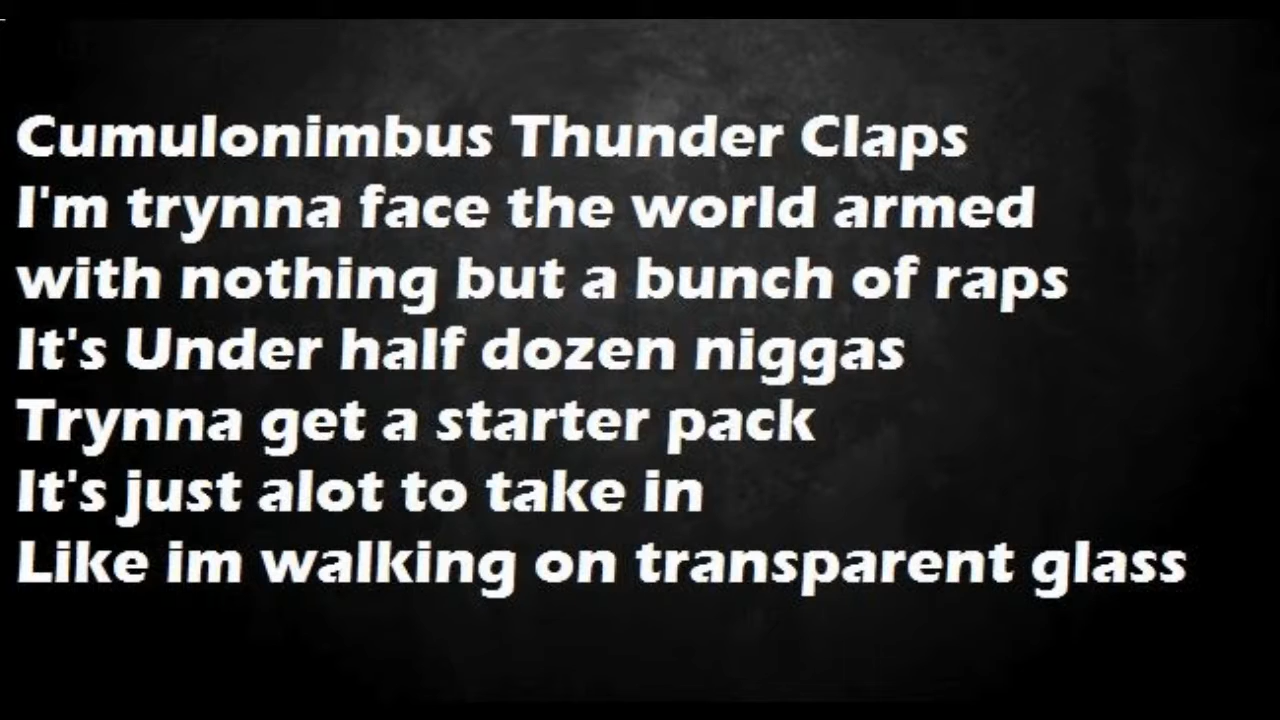 Cumulonimbus Thunder Claps
I'm trynna face the world armed
with nothing but a bunch of raps
It's Under half dozen niggas
Trynna get a starter pack
It's just alot to take in
Like im walking on transparent glass